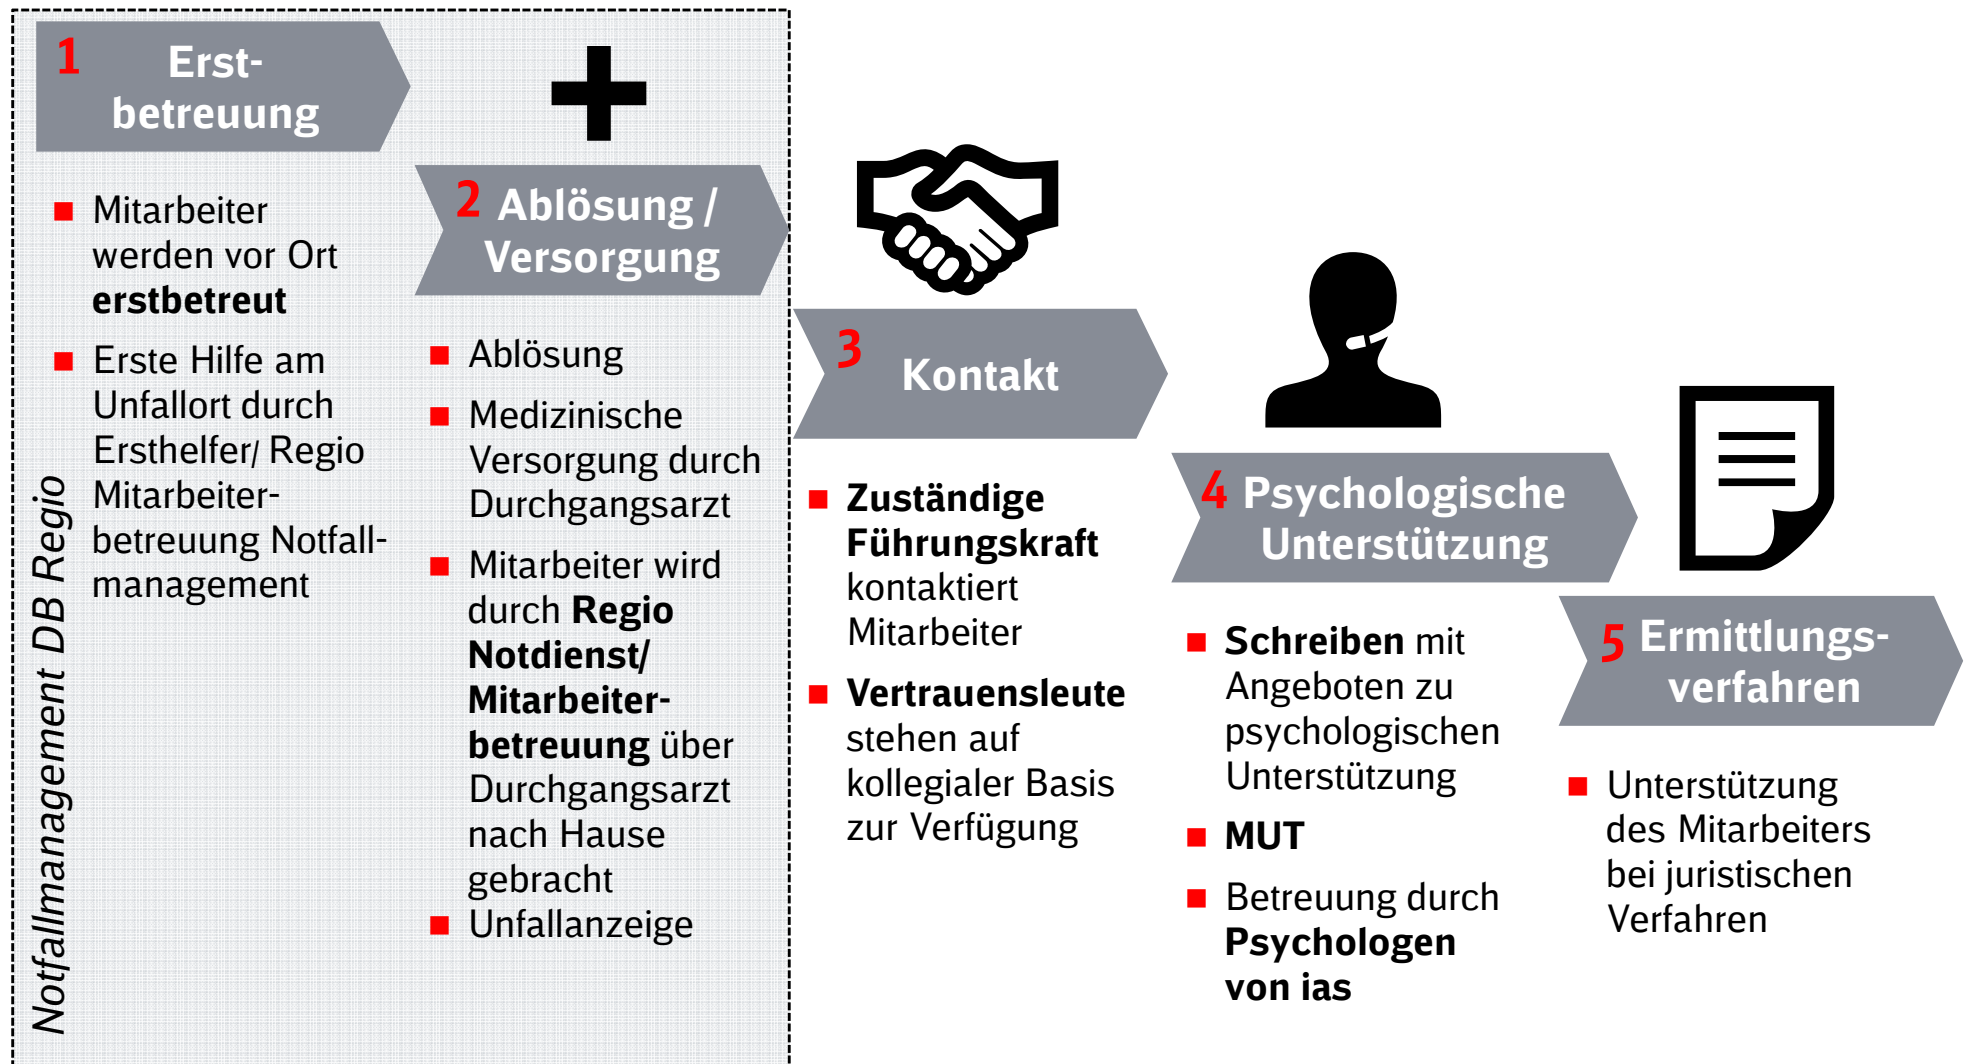 Notfallmanagement DB Regio
1
Erst-
betreuung
Mitarbeiter
werden vor Ort
erstbetreut
Erste Hilfe am
Unfallort durch
Ersthelfer/ Regio
Mitarbeiter-
betreuung Notfall-
management
2 Ablösung /
Versorgung
Ablösung
Medizinische
Versorgung durch
Durchgangsarzt
Mitarbeiter wird
durch Regio
Notdienst/
Mitarbeiter-
betreuung über
Durchgangsarzt
nach Hause
gebracht
Unfallanzeige
3
Kontakt
Zuständige
Führungskraft
kontaktiert
Mitarbeiter
Vertrauensleute
stehen auf
kollegialer Basis
zur Verfügung
4 Psychologische
Unterstützung
Schreiben mit
Angeboten zu
psychologischen
Unterstützung
MUT
Betreuung durch
Psychologen
von ias
5 Ermittlungs-
verfahren
Unterstützung
des Mitarbeiters
bei juristischen
Verfahren